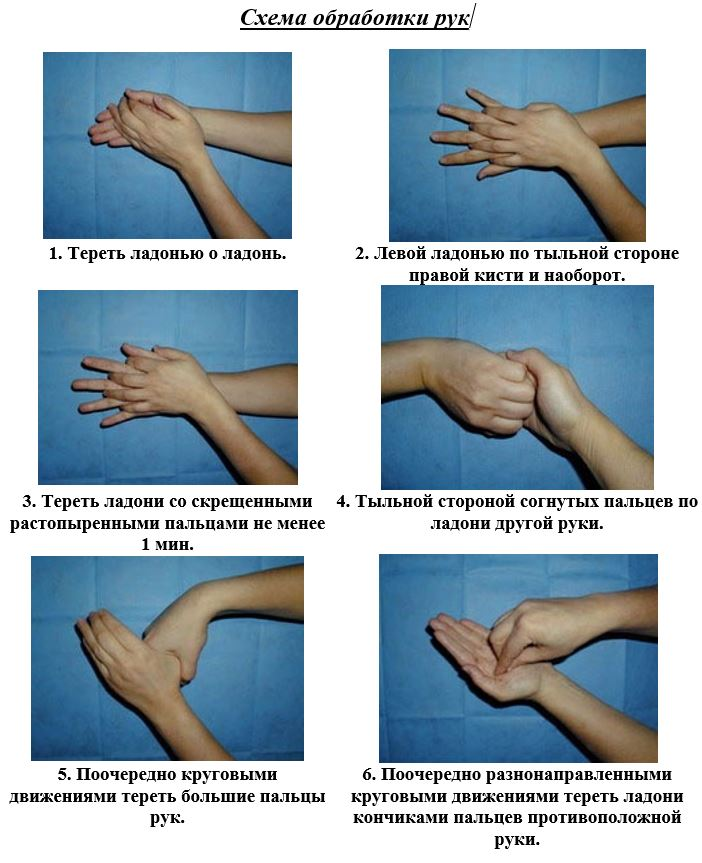 Схема обработки рук
1. Тереть ладонью о ладонь.
2. Левой ладонью по тыльной стороне
правой кисти и наоборот.
3. Тереть ладони со скрещенными
растопыренными пальцами не менее
1 мин.
4. Тыльной стороной согнутых пальцев по
ладони другой руки.
5. Поочередно круговыми
движениями тереть большие пальцы
рук.
6. Поочередно разнонаправленными
круговыми движениями тереть ладони
кончиками пальцев противоположной
руки.